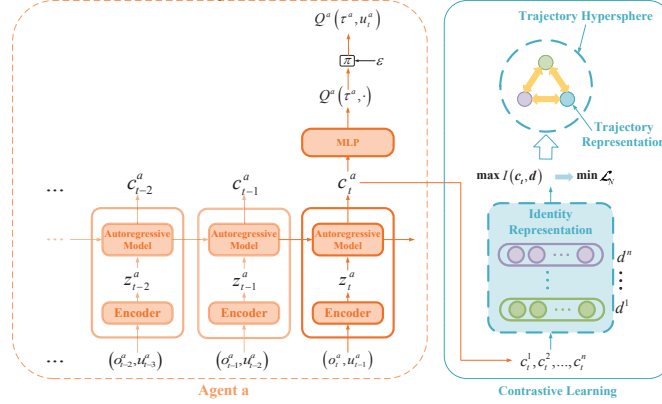 Q^a(τ^a, u_t^a)
π
ε
Q^a(τ^a, ·)
MLP
... c_{t-2}^a c_{t-1}^a c_t^a
Autoregressive Model
Autoregressive Model
Autoregressive Model
z_{t-2}^a z_{t-1}^a z_t^a
Encoder Encoder Encoder
... (o_{t-2}^a, u_{t-3}^a) (o_{t-1}^a, u_{t-2}^a) (o_t^a, u_{t-1}^a)
Agent a
Trajectory Hypersphere
Trajectory
Representation
max I(c_t, d) min ℒ_N
Identity
Representation
... d^n
⋮ ⋮
... d^1
c_t^1, c_t^2, ..., c_t^n
Contrastive Learning